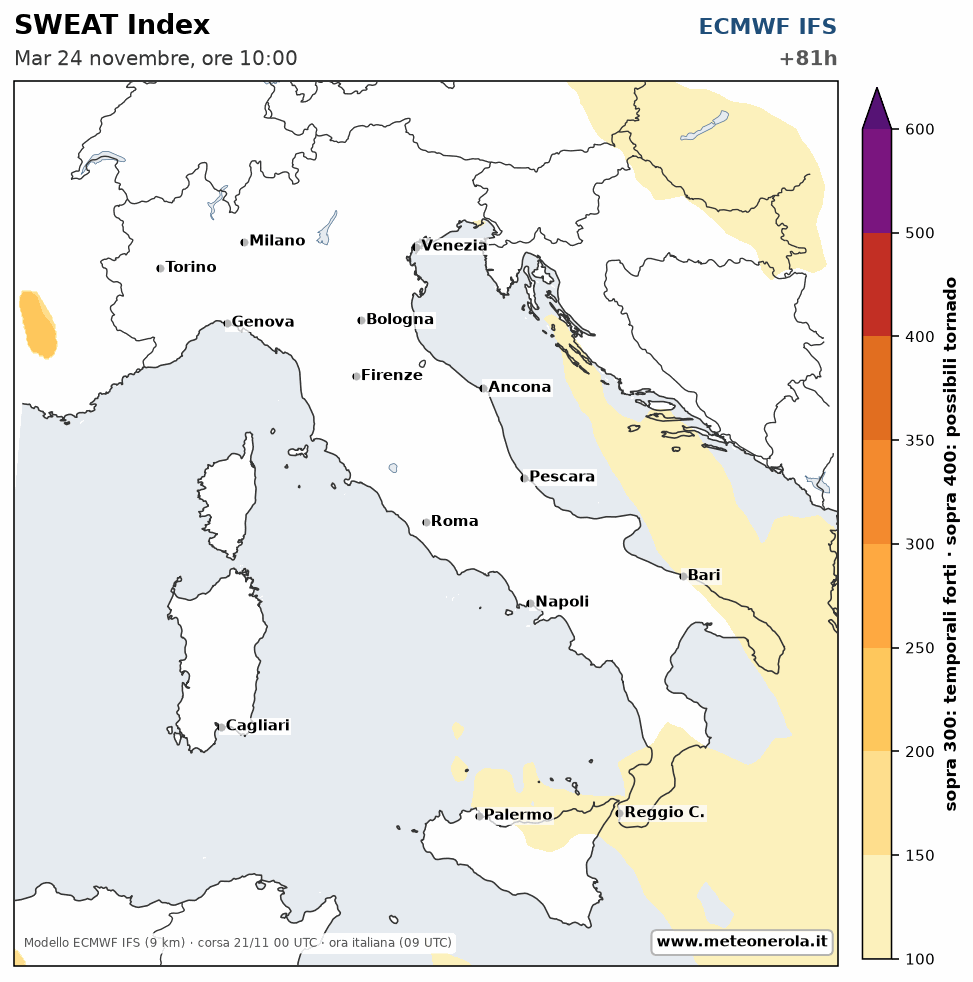 SWEAT Index
ECMWF IFS
Mar 24 novembre, ore 10:00
+81h
600
500
400
350
300
250
200
150
100
sopra 300: temporali forti · sopra 400: possibili tornado
Milano
Venezia
Torino
Genova
Bologna
Firenze
Ancona
Pescara
Roma
Bari
Napoli
Cagliari
Palermo
Reggio C.
Modello ECMWF IFS (9 km) · corsa 21/11 00 UTC · ora italiana (09 UTC)
www.meteonerola.it